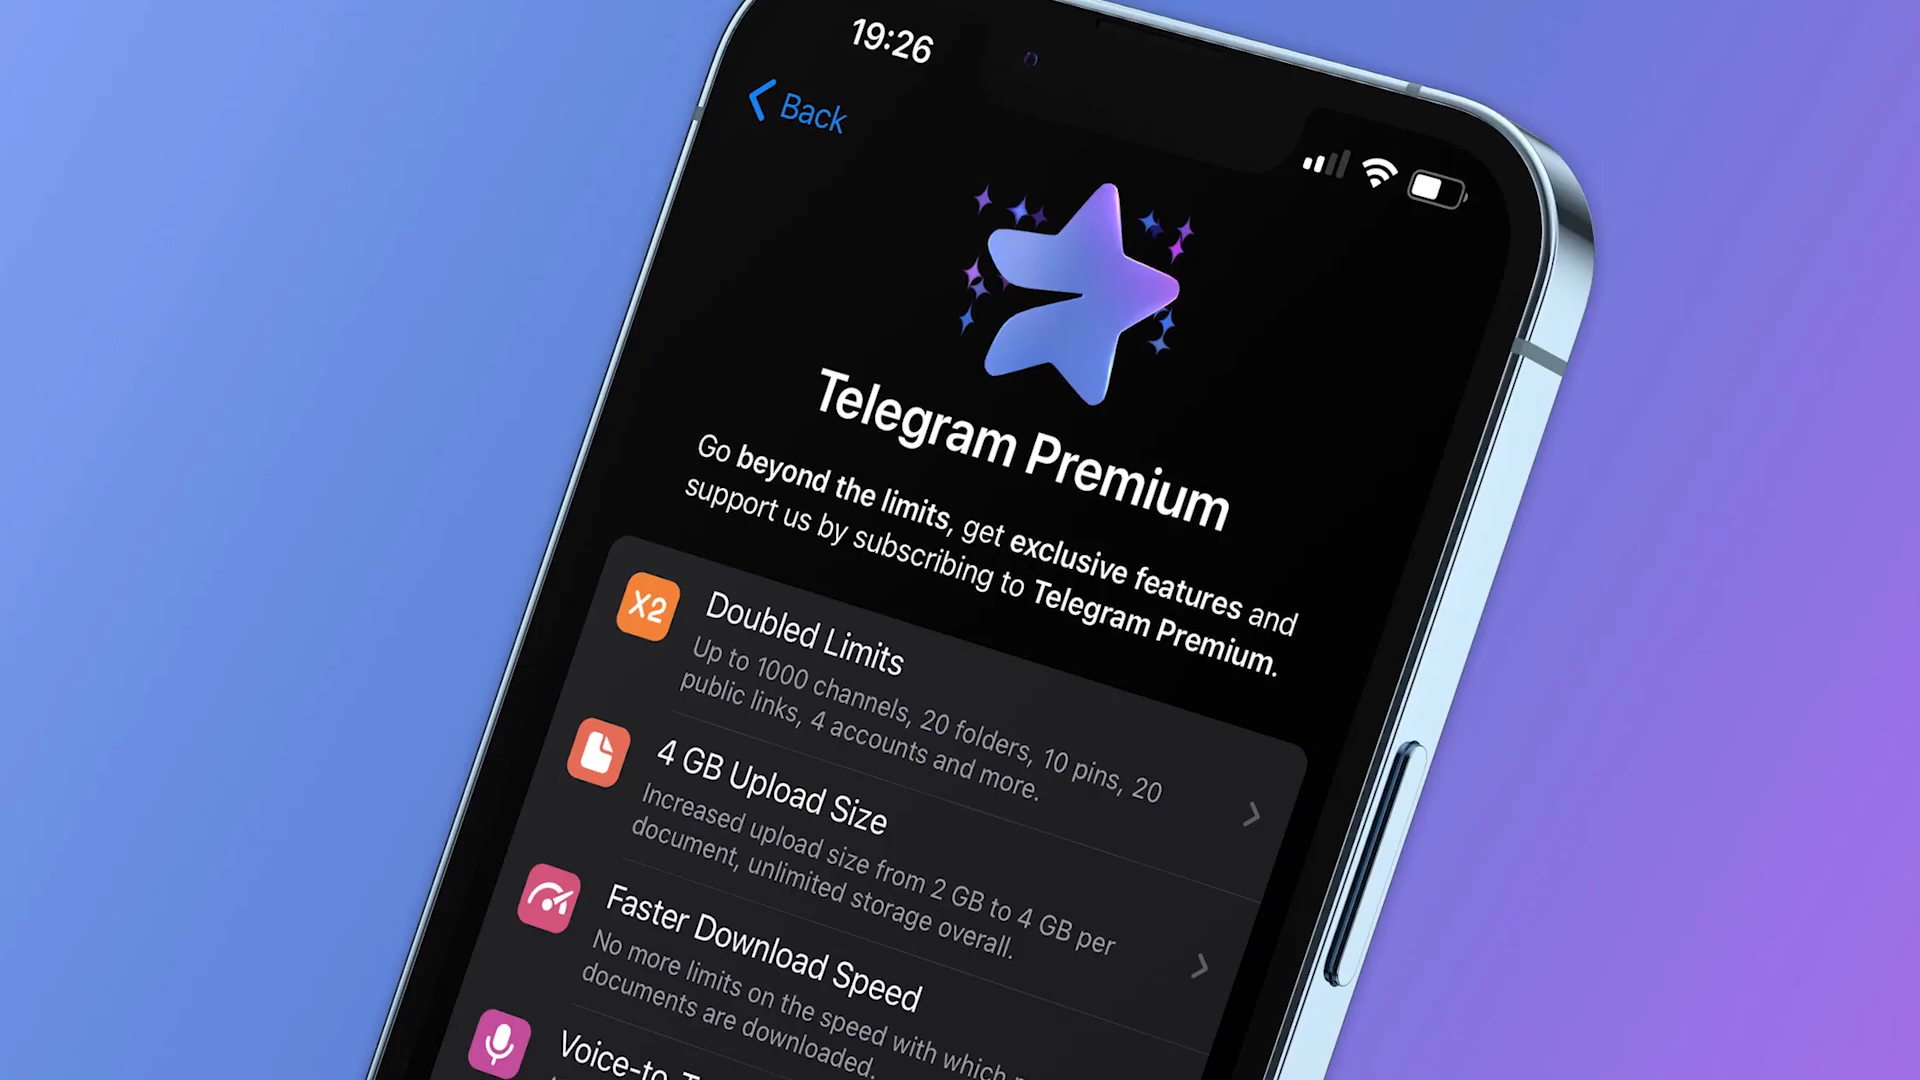 19:26
Back
Telegram Premium
Go beyond the limits, get exclusive features and
support us by subscribing to Telegram Premium.
X2
Doubled Limits
Up to 1000 channels, 20 folders, 10 pins, 20
public links, 4 accounts and more.
4 GB Upload Size
Increased upload size from 2 GB to 4 GB per
document, unlimited storage overall.
Faster Download Speed
No more limits on the speed with which
documents are downloaded.
Voice-to-